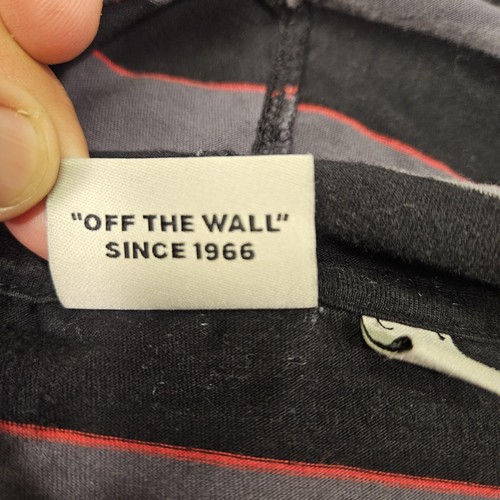 "OFF THE WALL"
SINCE 1966